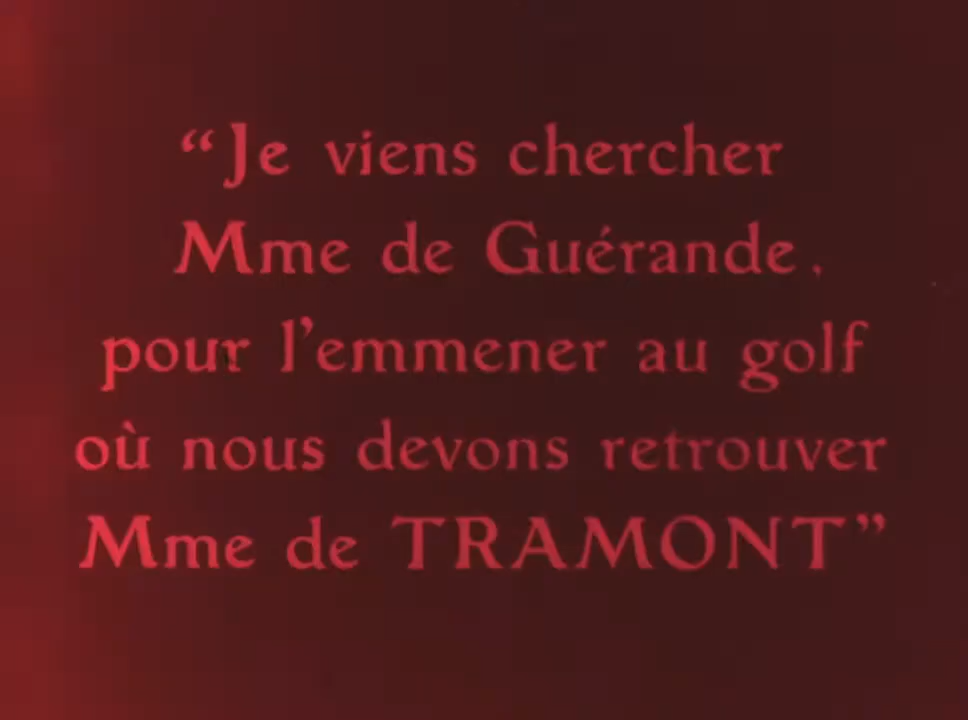 “Je viens chercher
Mme de Guérande,
pour l’emmener au golf
où nous devons retrouver
Mme de TRAMONT”